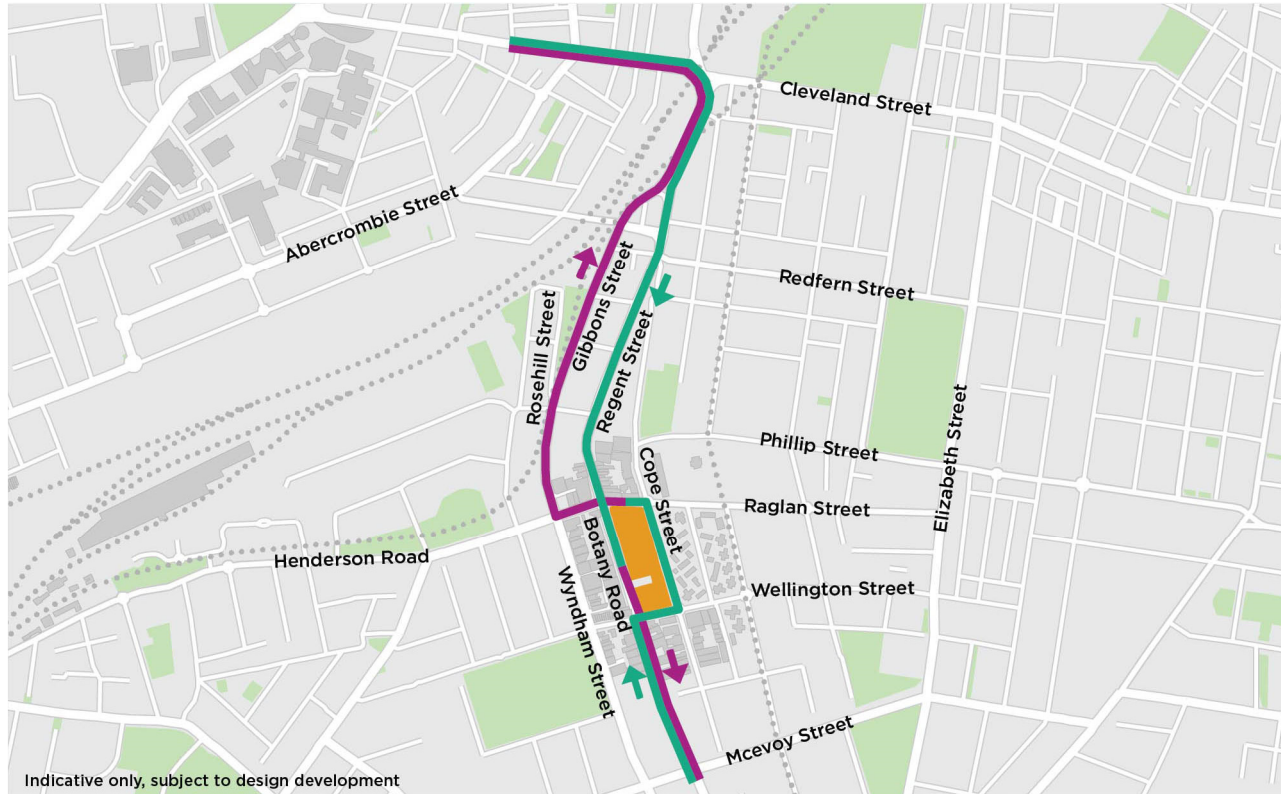 Cleveland Street
Abercrombie Street
Redfern Street
Gibbons Street
Rosehill Street
Regent Street
Phillip Street
Elizabeth Street
Cope Street
Raglan Street
Botany Road
Henderson Road
Wellington Street
Wyndham Street
Mcevoy Street
Indicative only, subject to design development